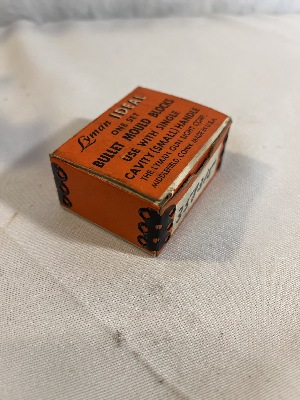 Lyman IDEAL
ONE SET
BULLET MOULD BLOCKS
USE WITH SINGLE
CAVITY (SMALL) HANDLE
THE LYMAN GUN SIGHT CORP.
MIDDLEFIELD, CONN. MADE IN U.S.A.